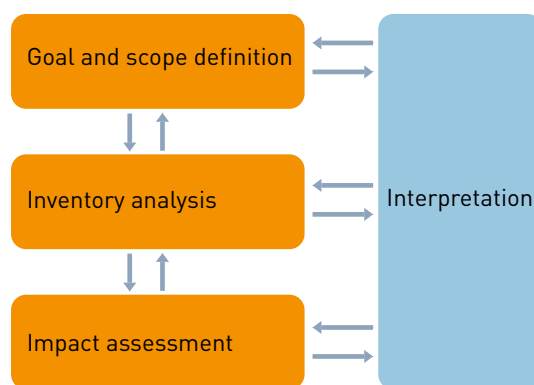 Goal and scope definition
Inventory analysis
Interpretation
Impact assessment